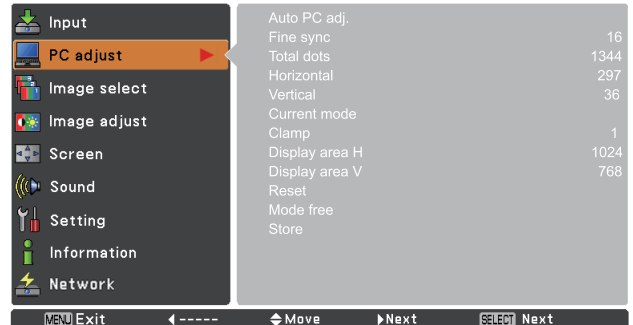 Input
PC adjust
Image select
Image adjust
Screen
Sound
Setting
Information
Network
Auto PC adj.
Fine sync 16
Total dots 1344
Horizontal 297
Vertical 36
Current mode
Clamp 1
Display area H 1024
Display area V 768
Reset
Mode free
Store
MENU Exit ----- Move Next SELECT Next